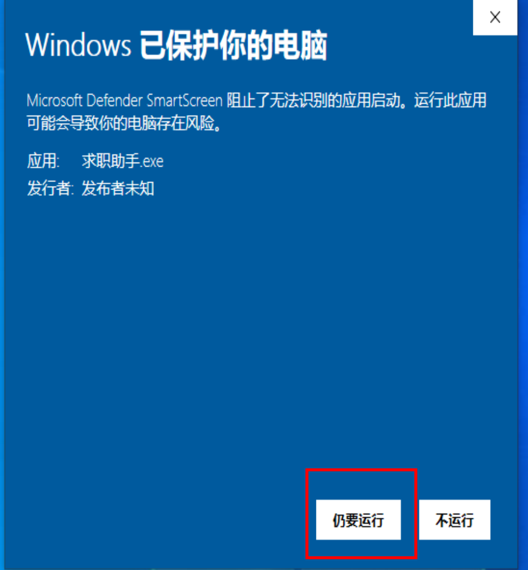 Windows 已保护你的电脑
Microsoft Defender SmartScreen 阻止了无法识别的应用启动。运行此应用
可能会导致你的电脑存在风险。
应用: 求职助手.exe
发行者: 发布者未知
仍要运行 不运行